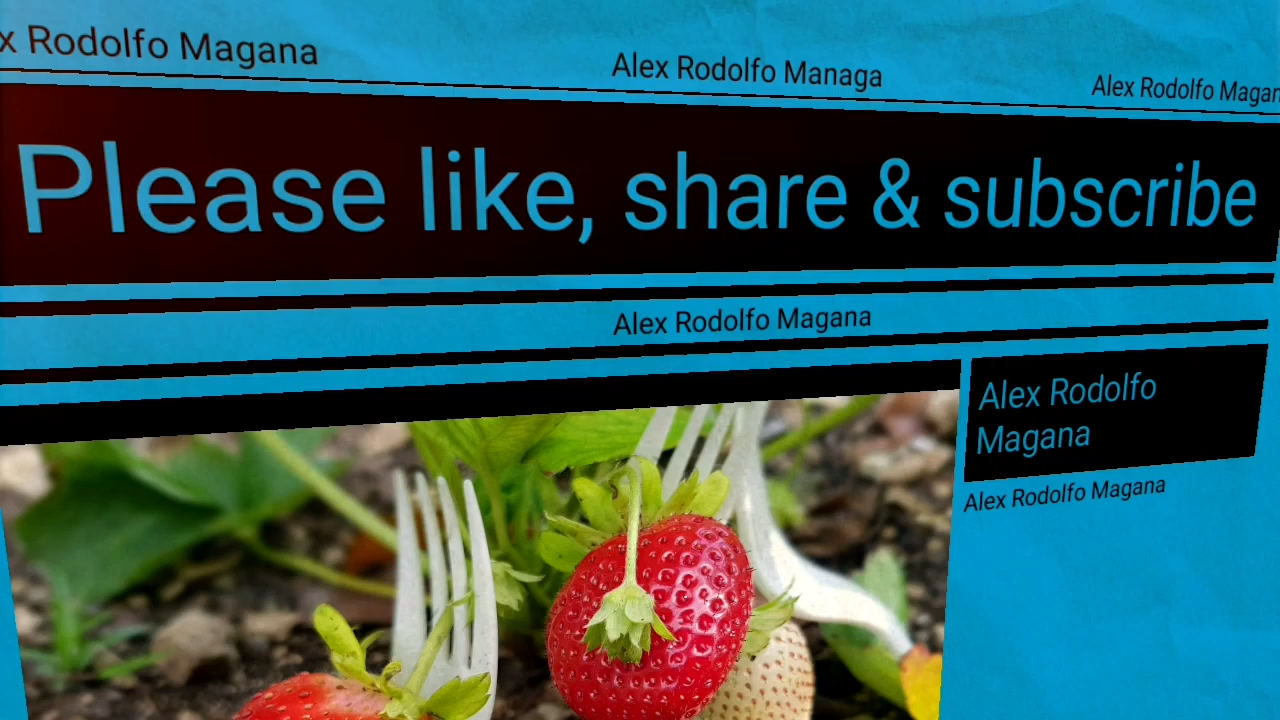 x Rodolfo Magana
Alex Rodolfo Managa
Alex Rodolfo Magan
Please like, share & subscribe
Alex Rodolfo Magana
Alex Rodolfo
Magana
Alex Rodolfo Magana